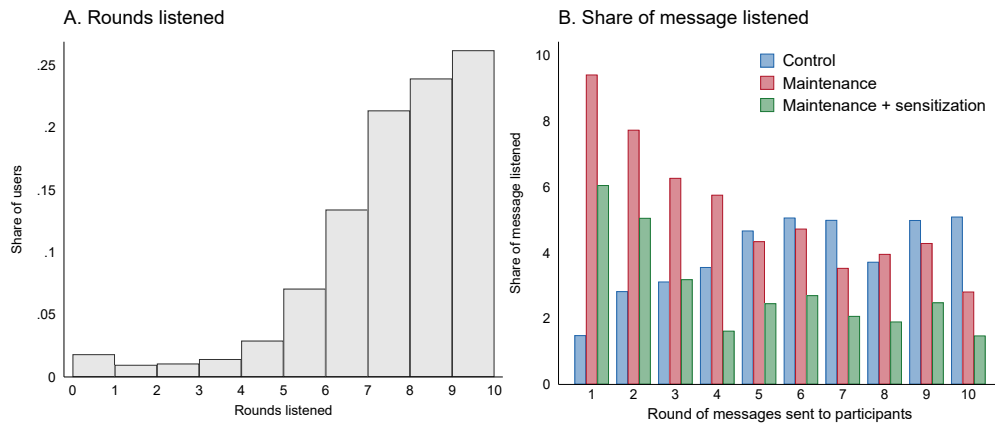 A. Rounds listened
Share of users
.25
.2
.15
.1
.05
0
0 1 2 3 4 5 6 7 8 9 10
Rounds listened
B. Share of message listened
Share of message listened
10
8
6
4
2
0
Control
Maintenance
Maintenance + sensitization
1 2 3 4 5 6 7 8 9 10
Round of messages sent to participants